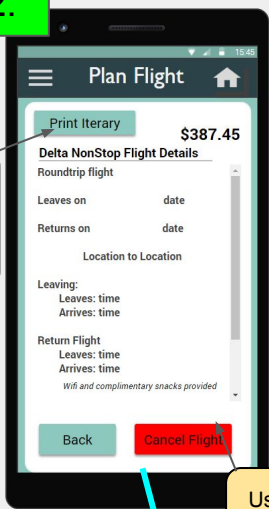 2.
15:45
Plan Flight
Print Iterary
$387.45
Delta NonStop Flight Details
Roundtrip flight
Leaves on date
Returns on date
Location to Location
Leaving:
Leaves: time
Arrives: time
Return Flight
Leaves: time
Arrives: time
Wifi and complimentary snacks provided
Back
Cancel Flight
Us